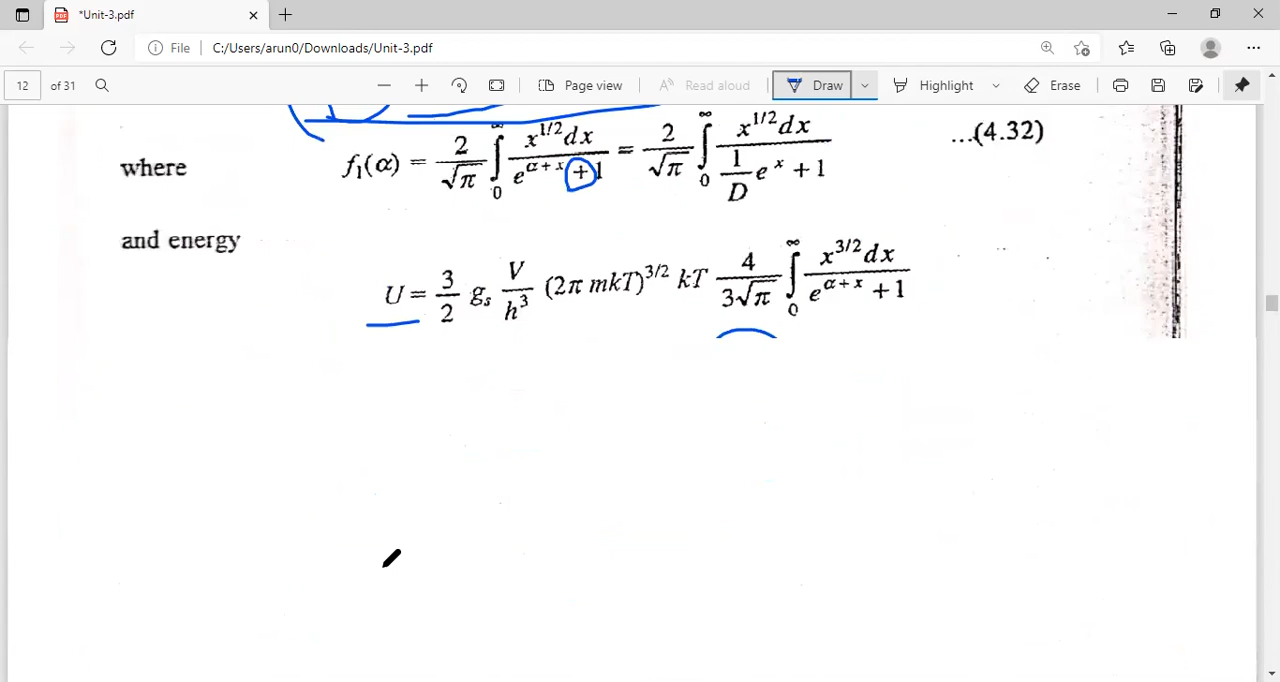 *Unit-3.pdf
File C:/Users/arun0/Downloads/Unit-3.pdf
12 of 31 Page view Read aloud Draw Highlight Erase
where f₁(α) = 2/√π ∫₀^∞ x^{1/2}dx / (e^{α+x} + 1) = 2/√π ∫₀^∞ x^{1/2}dx / (1/D e^x + 1) ...(4.32)
and energy
U = 3/2 g_s V/h³ (2π mkT)^{3/2} kT 4/(3√π) ∫₀^∞ x^{3/2}dx / (e^{α+x} + 1)